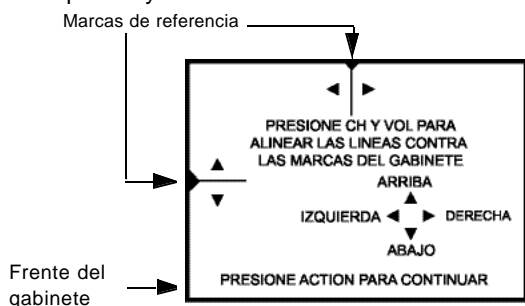 Marcas de referencia
PRESIONE CH Y VOL PARA
ALINEAR LAS LINEAS CONTRA
LAS MARCAS DEL GABINETE
ARRIBA
IZQUIERDA DERECHA
ABAJO
Frente del
gabinete
PRESIONE ACTION PARA CONTINUAR